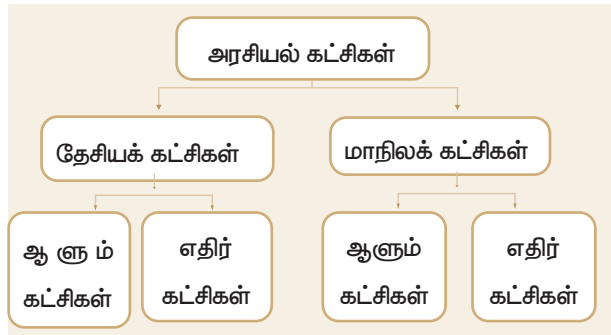 அரசியல் கட்சிகள்
தேசியக் கட்சிகள்
மாநிலக் கட்சிகள்
ஆ ளு ம்
கட்சிகள்
எதிர்
கட்சிகள்
ஆளும்
கட்சிகள்
எதிர்
கட்சிகள்